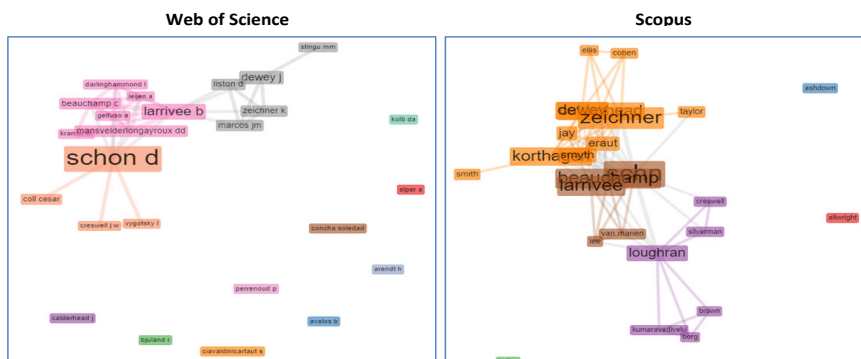 Web of Science
Scopus
stingu mm
dewey j
liston d
darlinghammond l
leijen a
beauchamp c
larrivee b
zeichner k
gelfuso a
marcos jm
mansvelderlongayroux dd
kolb da
schon d
alper a
coll cesar
creswell j w
vygotsky l
concha soledad
arendt h
perrenoud p
calderhead j
avalos b
bjuland r
ciavaldinicartaut s
ellis
cohen
ashdown
taylor
zeichner
jay
eraut
smyth
smith
beauchamp
larrivee
creswell
allwright
van.manen
silverman
lee
loughran
brown
kumaravadivelu
borg